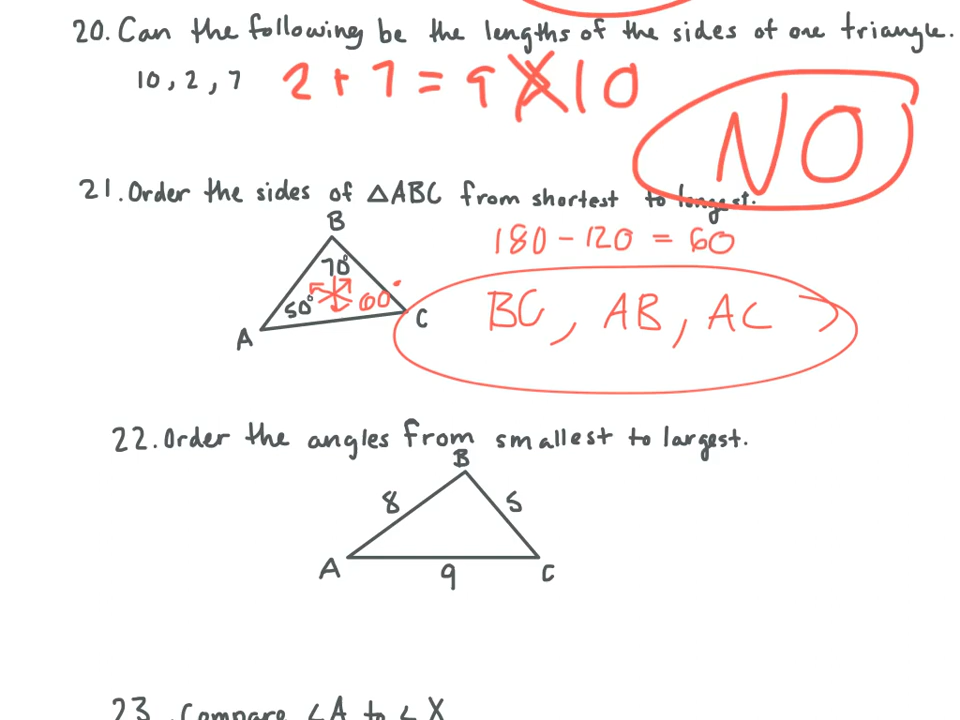 20. Can the following be the lengths of the sides of one triangle.
10, 2, 7 2 + 7 = 9 > 10
NO
21. Order the sides of △ABC from shortest to longest.
B
180 - 120 = 60
70°
50° 60°
BC, AB, AC
A C
22. Order the angles from smallest to largest.
B
8 5
A 9 C
23. Compare ∠A to ∠X